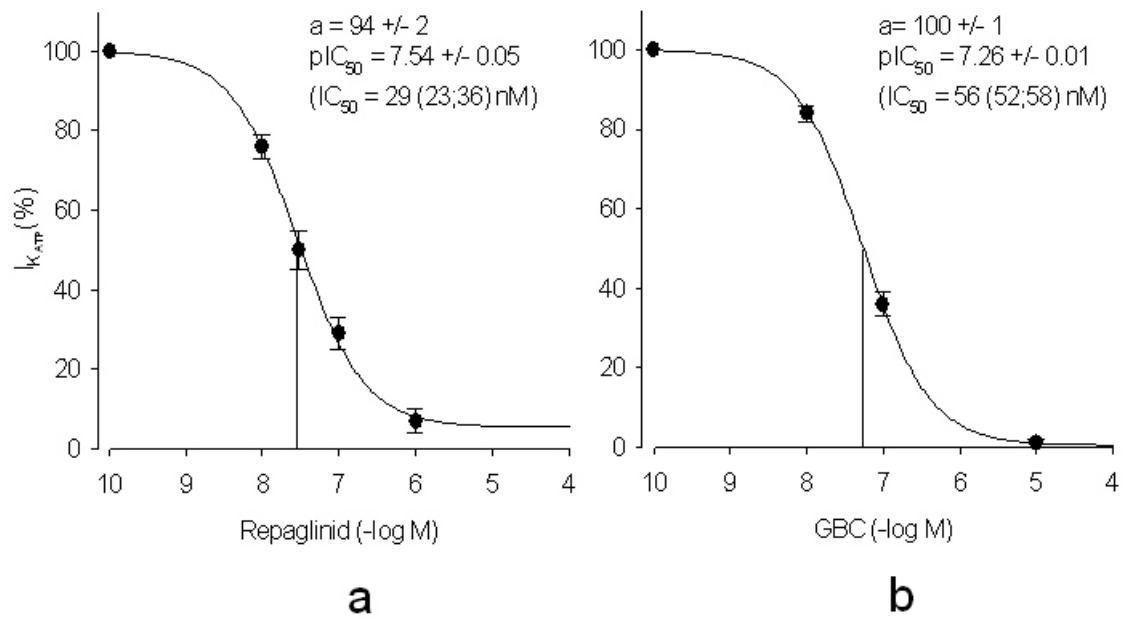 a = 94 +/- 2
pIC50 = 7.54 +/- 0.05
(IC50 = 29 (23;36) nM)
100
80
60
40
20
0
IKATP (%)
10 9 8 7 6 5 4
Repaglinid (-log M)
a
a= 100 +/- 1
pIC50 = 7.26 +/- 0.01
(IC50 = 56 (52;58) nM)
100
80
60
40
20
0
10 9 8 7 6 5 4
GBC (-log M)
b